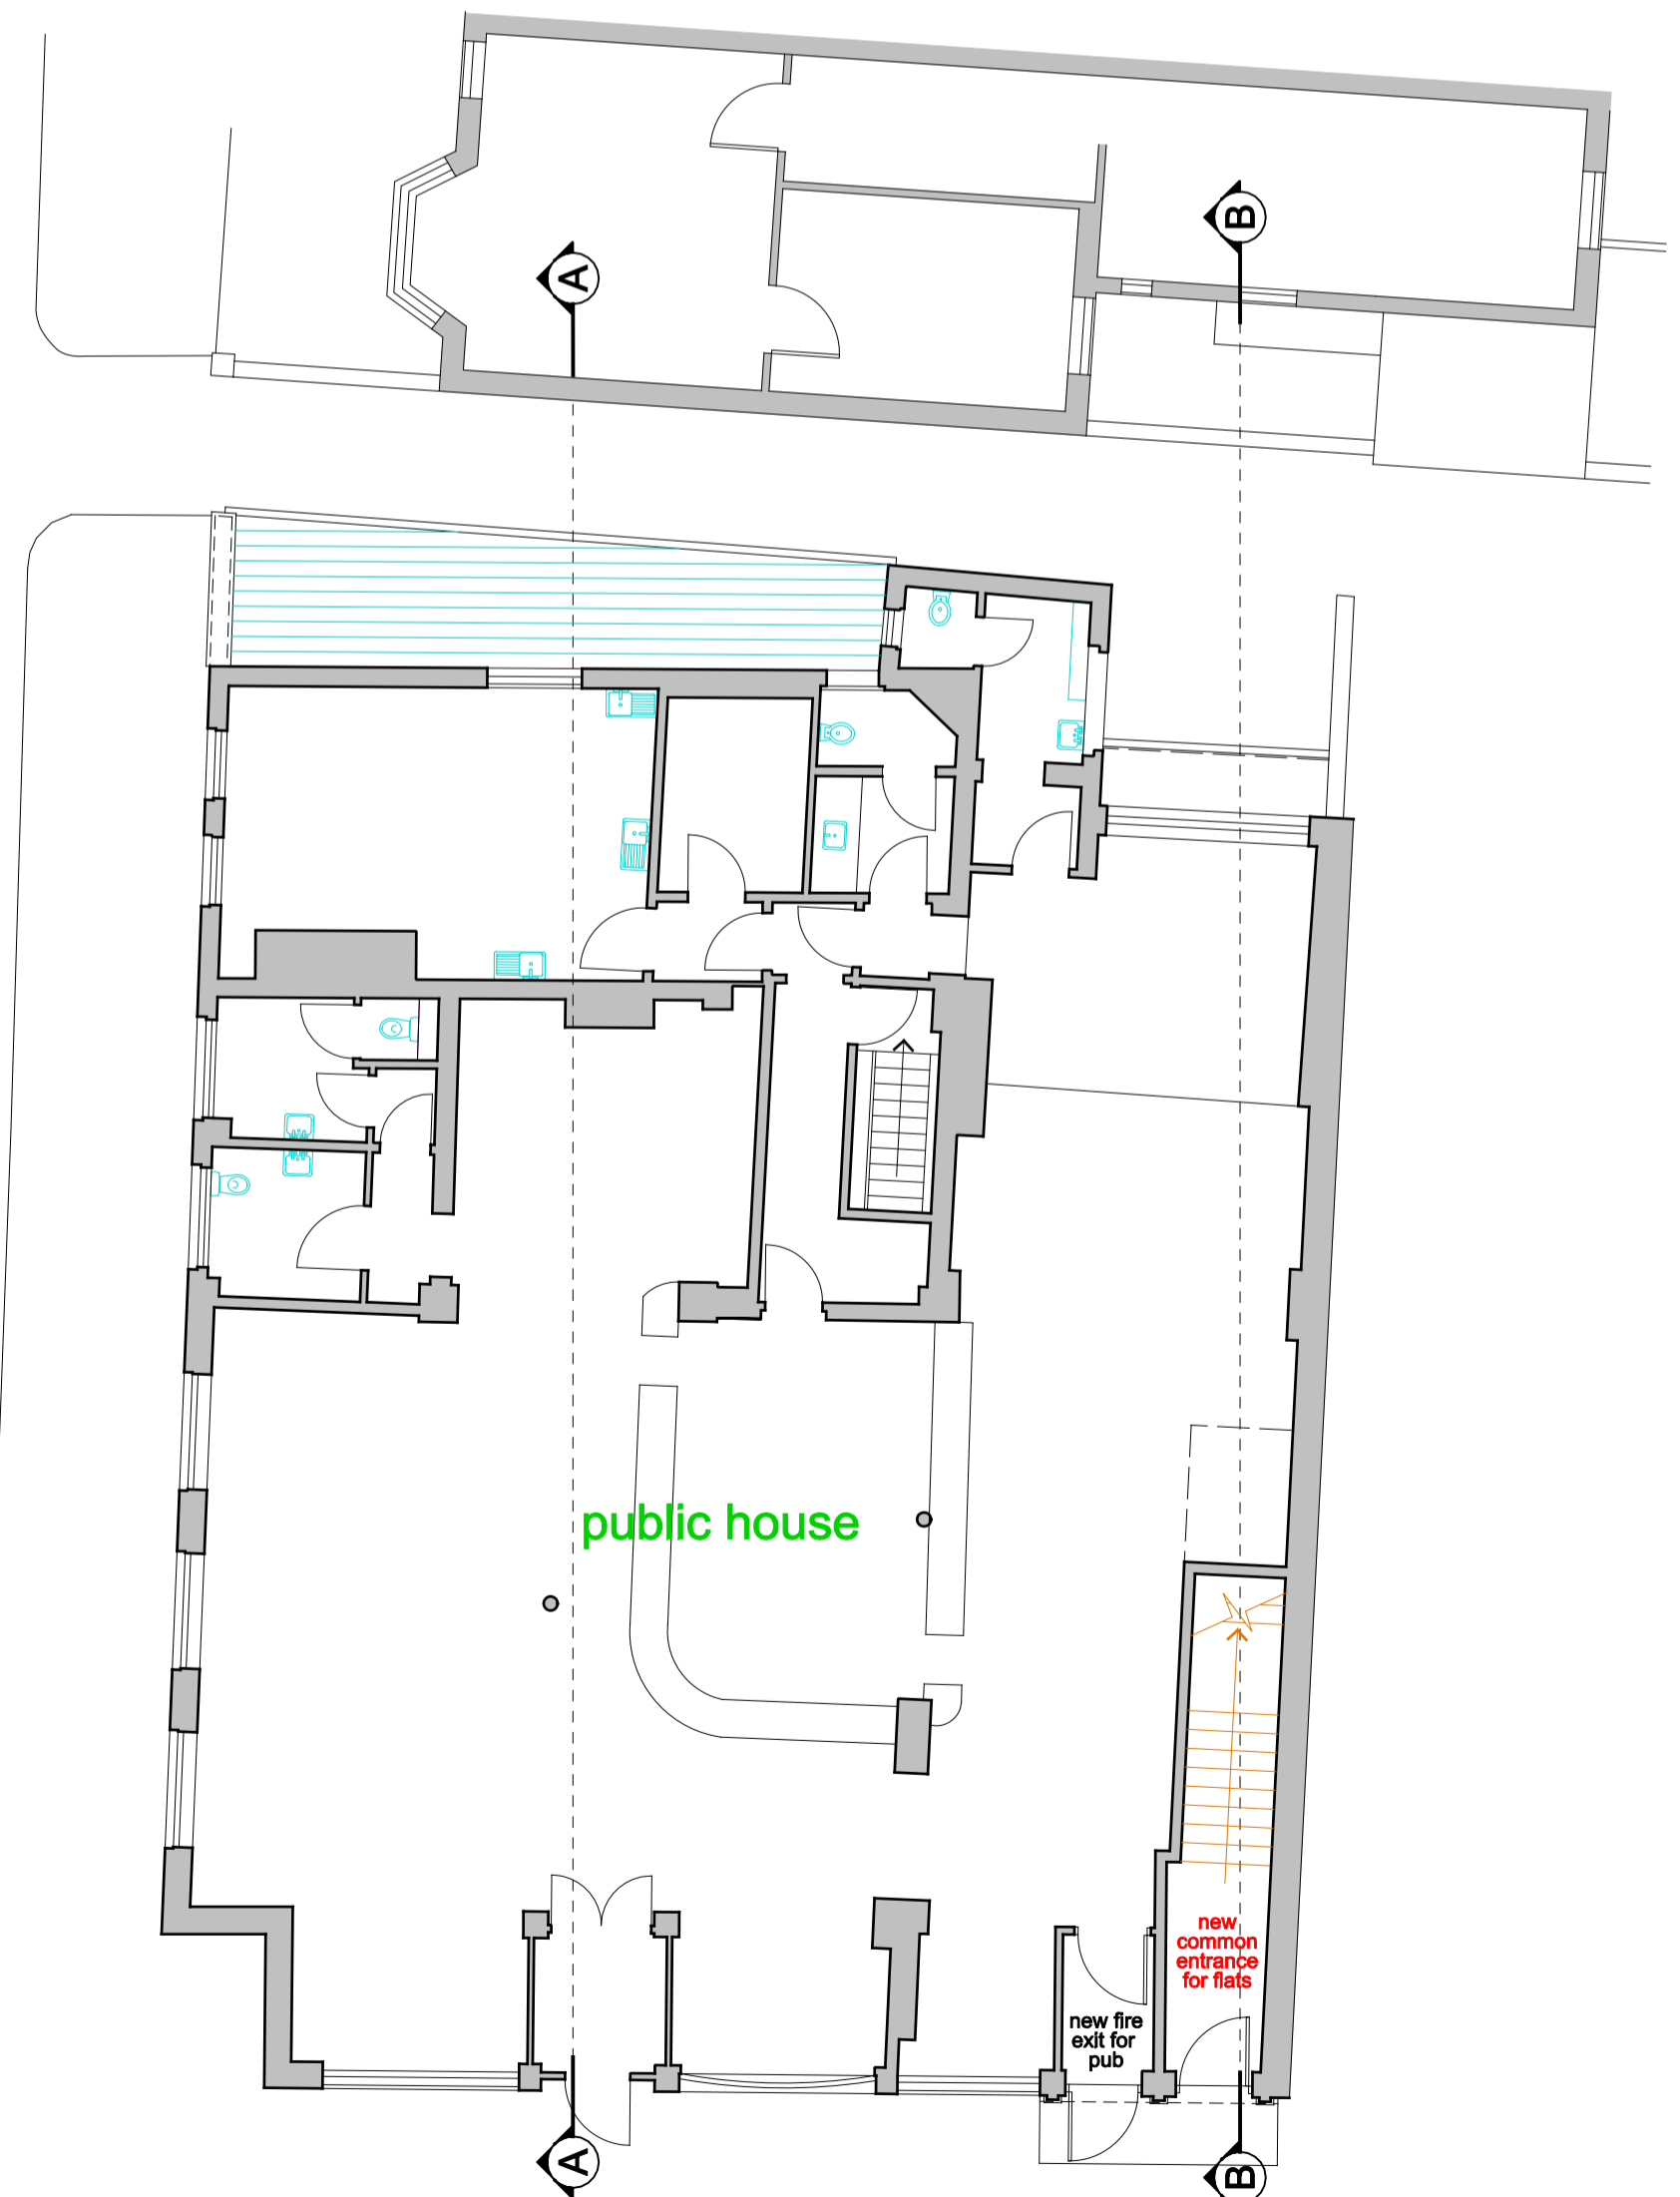 B
A
public house
new
common
entrance
for flats
new fire
exit for
pub
A
B